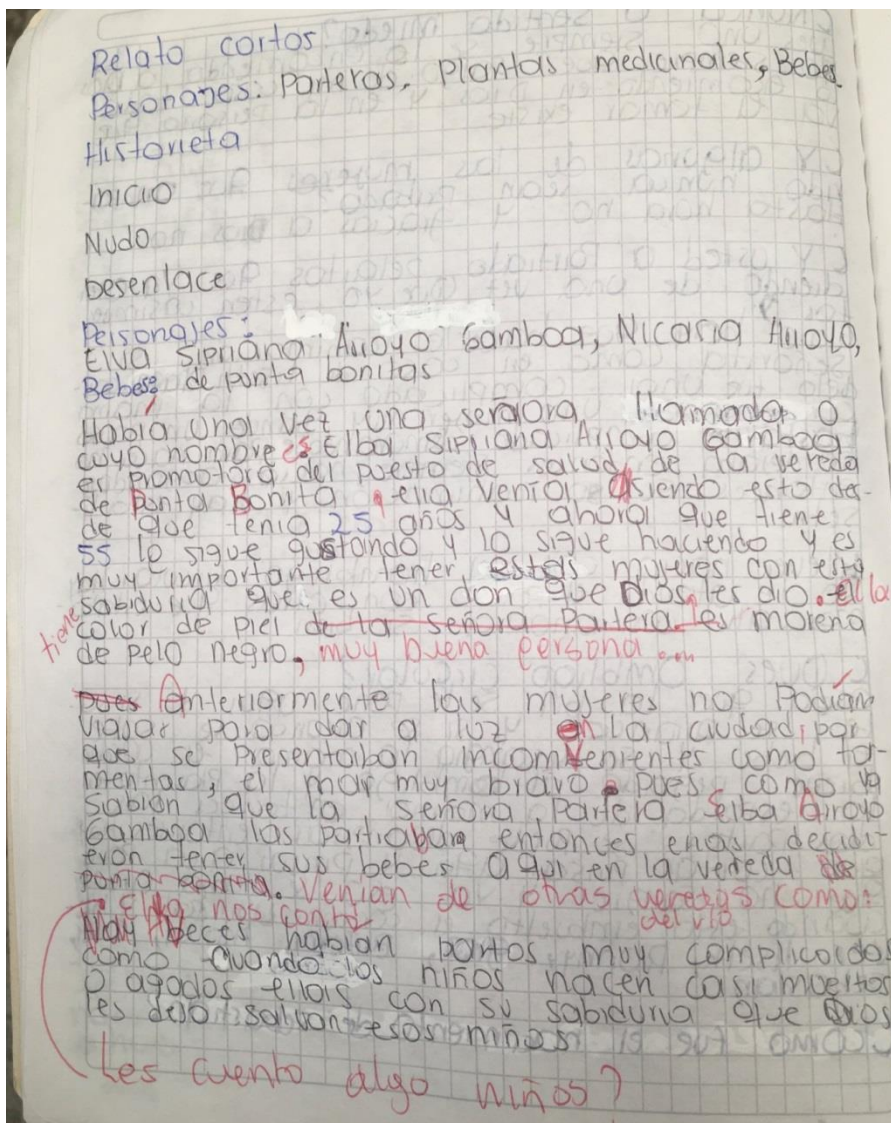 Relato cortos
Personajes: Parteras, Plantas medicinales, Bebes.
Historieta
Inicio
Nudo
Desenlace
Personajes:
Elva Sipriana Arroyo Gamboa, Nicasia Arroyo,
Bebes: de punta bonitas
Había Una vez una señora, llamada o
cuyo nombre es Elba Sipriana Arroyo Gamboa
es promotora del puesto de salud, de la vereda
de Punta Bonita, ella venía asiendo esto des-
de que tenia 25 años y ahora que tiene
55 le sigue gustando y lo sigue haciendo y es
muy importante tener estas mujeres con esta
sabiduria que es un don que Dios les dio. ella
tiene color de piel de la señora Partera es morena
de pelo negro, muy buena persona...
pues Anteriormente las mujeres no Podían
viajar para dar a luz en la ciudad, por
que se Presentaban incomvenientes como tor-
mentas, el mar muy bravo. pues como ya
sabian que la señora, Partera Elba Arroyo
Gamboa las partiaban entonces ellas decidi-
eron tener sus bebes aqui en la vereda de
punta bonita. Venian de otras veredas como:
Ella nos contó del rio
Hay beces habian partos muy complicados
como cuando los niños nacen casi muertos
o agados ellas con su sabiduria que Dios
les dejo salvan esos niños
Les cuento algo niños?